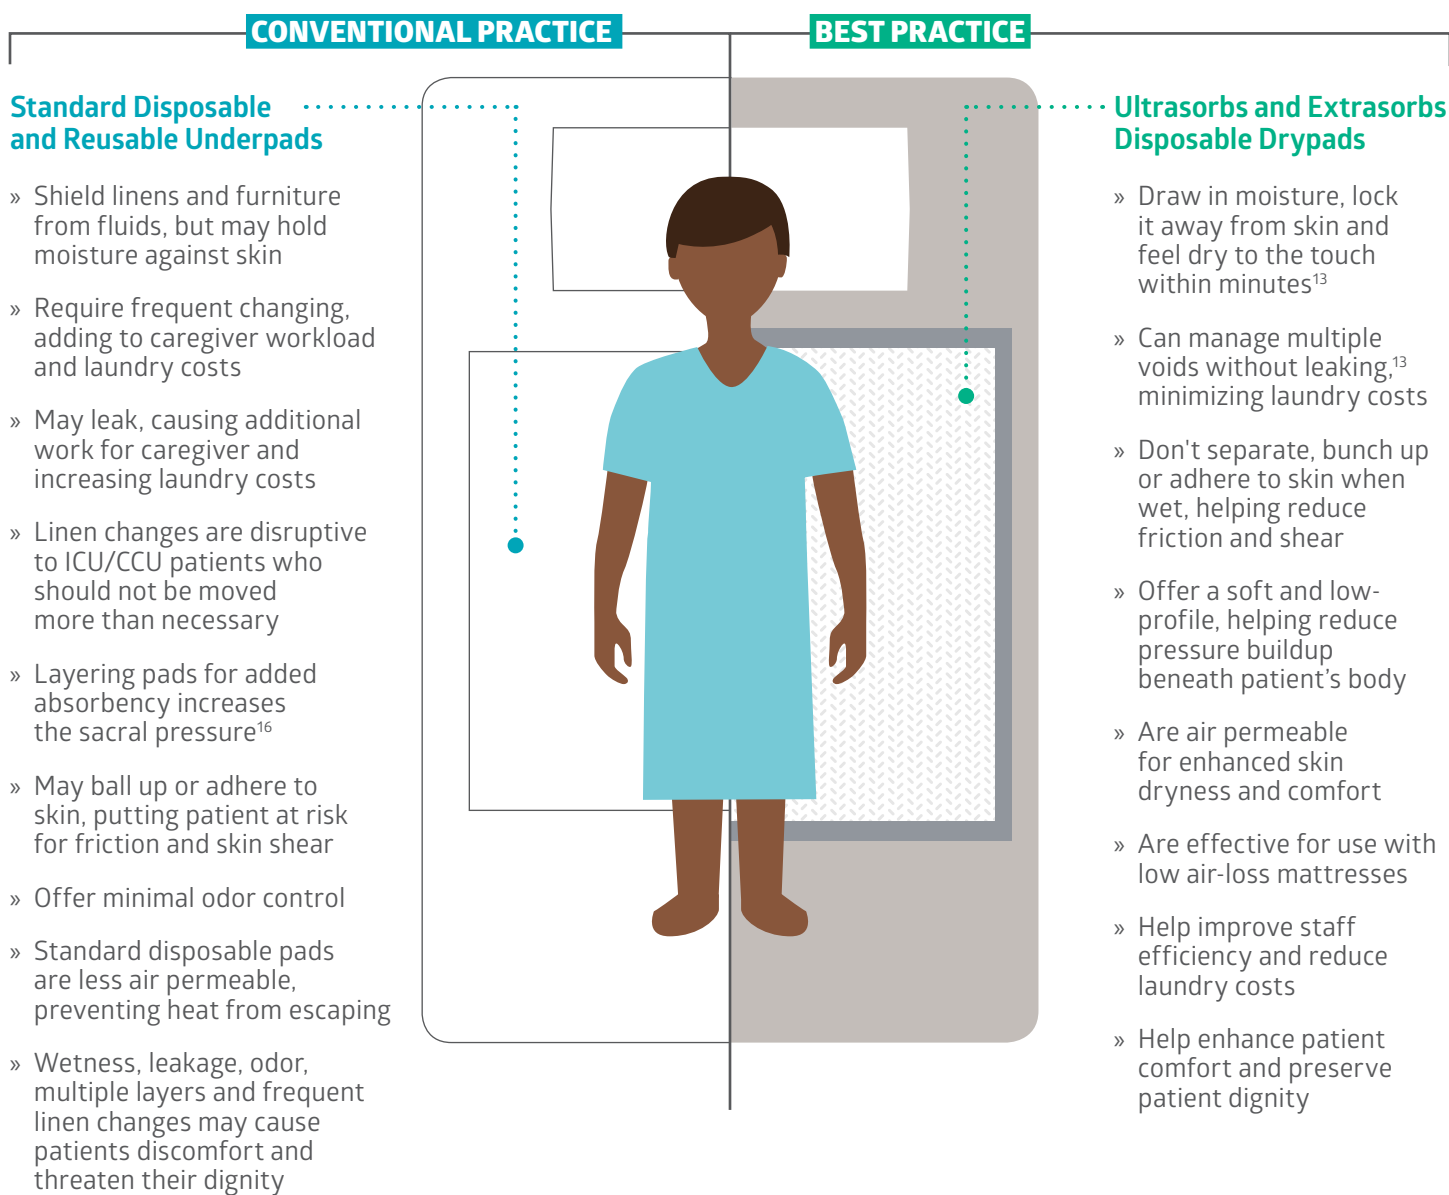 CONVENTIONAL PRACTICE
BEST PRACTICE
Standard Disposable
and Reusable Underpads
» Shield linens and furniture
from fluids, but may hold
moisture against skin
» Require frequent changing,
adding to caregiver workload
and laundry costs
» May leak, causing additional
work for caregiver and
increasing laundry costs
» Linen changes are disruptive
to ICU/CCU patients who
should not be moved
more than necessary
» Layering pads for added
absorbency increases
the sacral pressure¹⁶
» May ball up or adhere to
skin, putting patient at risk
for friction and skin shear
» Offer minimal odor control
» Standard disposable pads
are less air permeable,
preventing heat from escaping
» Wetness, leakage, odor,
multiple layers and frequent
linen changes may cause
patients discomfort and
threaten their dignity
Ultrasorbs and Extrasorbs
Disposable Drypads
» Draw in moisture, lock
it away from skin and
feel dry to the touch
within minutes¹³
» Can manage multiple
voids without leaking,¹³
minimizing laundry costs
» Don't separate, bunch up
or adhere to skin when
wet, helping reduce
friction and shear
» Offer a soft and low-
profile, helping reduce
pressure buildup
beneath patient’s body
» Are air permeable
for enhanced skin
dryness and comfort
» Are effective for use with
low air-loss mattresses
» Help improve staff
efficiency and reduce
laundry costs
» Help enhance patient
comfort and preserve
patient dignity